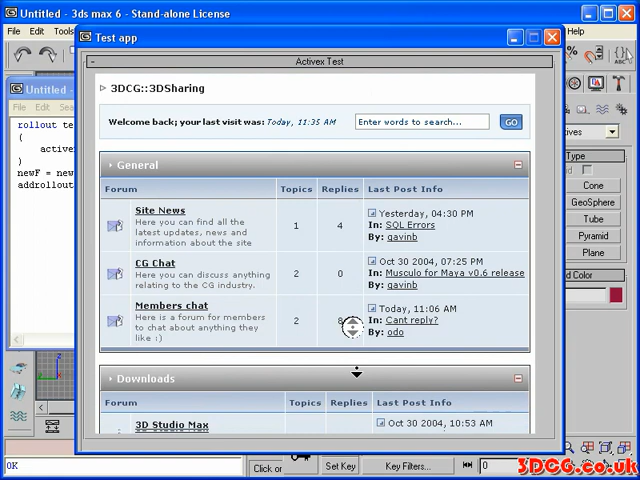 Untitled - 3ds max 6 - Stand-alone License
File Edit Tools Help
Test app
Activex Test
Untitled -
File Edit Sea
rollout te
(
active
)
newF = new
addrollout
3DCG::3DSharing
Welcome back; your last visit was: Today, 11:35 AM
Enter words to search...
GO
General
Forum Topics Replies Last Post Info
Site News
Here you can find all the
latest updates, news and
information about the site
1 4
Yesterday, 04:30 PM
In: SQL Errors
By: gavinb
CG Chat
Here you can discuss anything
relating to the CG industry.
2 0
Oct 30 2004, 07:25 PM
In: Musculo for Maya v0.6 release
By: gavinb
Members chat
Here is a forum for members
to chat about anything they
like :)
2 8
Today, 11:06 AM
In: Cant reply?
By: odo
Downloads
Forum Topics Replies Last Post Info
3D Studio Max
Oct 30 2004, 10:53 AM
tives
Type
Cone
GeoSphere
Tube
Pyramid
Plane
d Color
OK
Click or
Set Key
Key Filters...
0
3DCG.co.uk